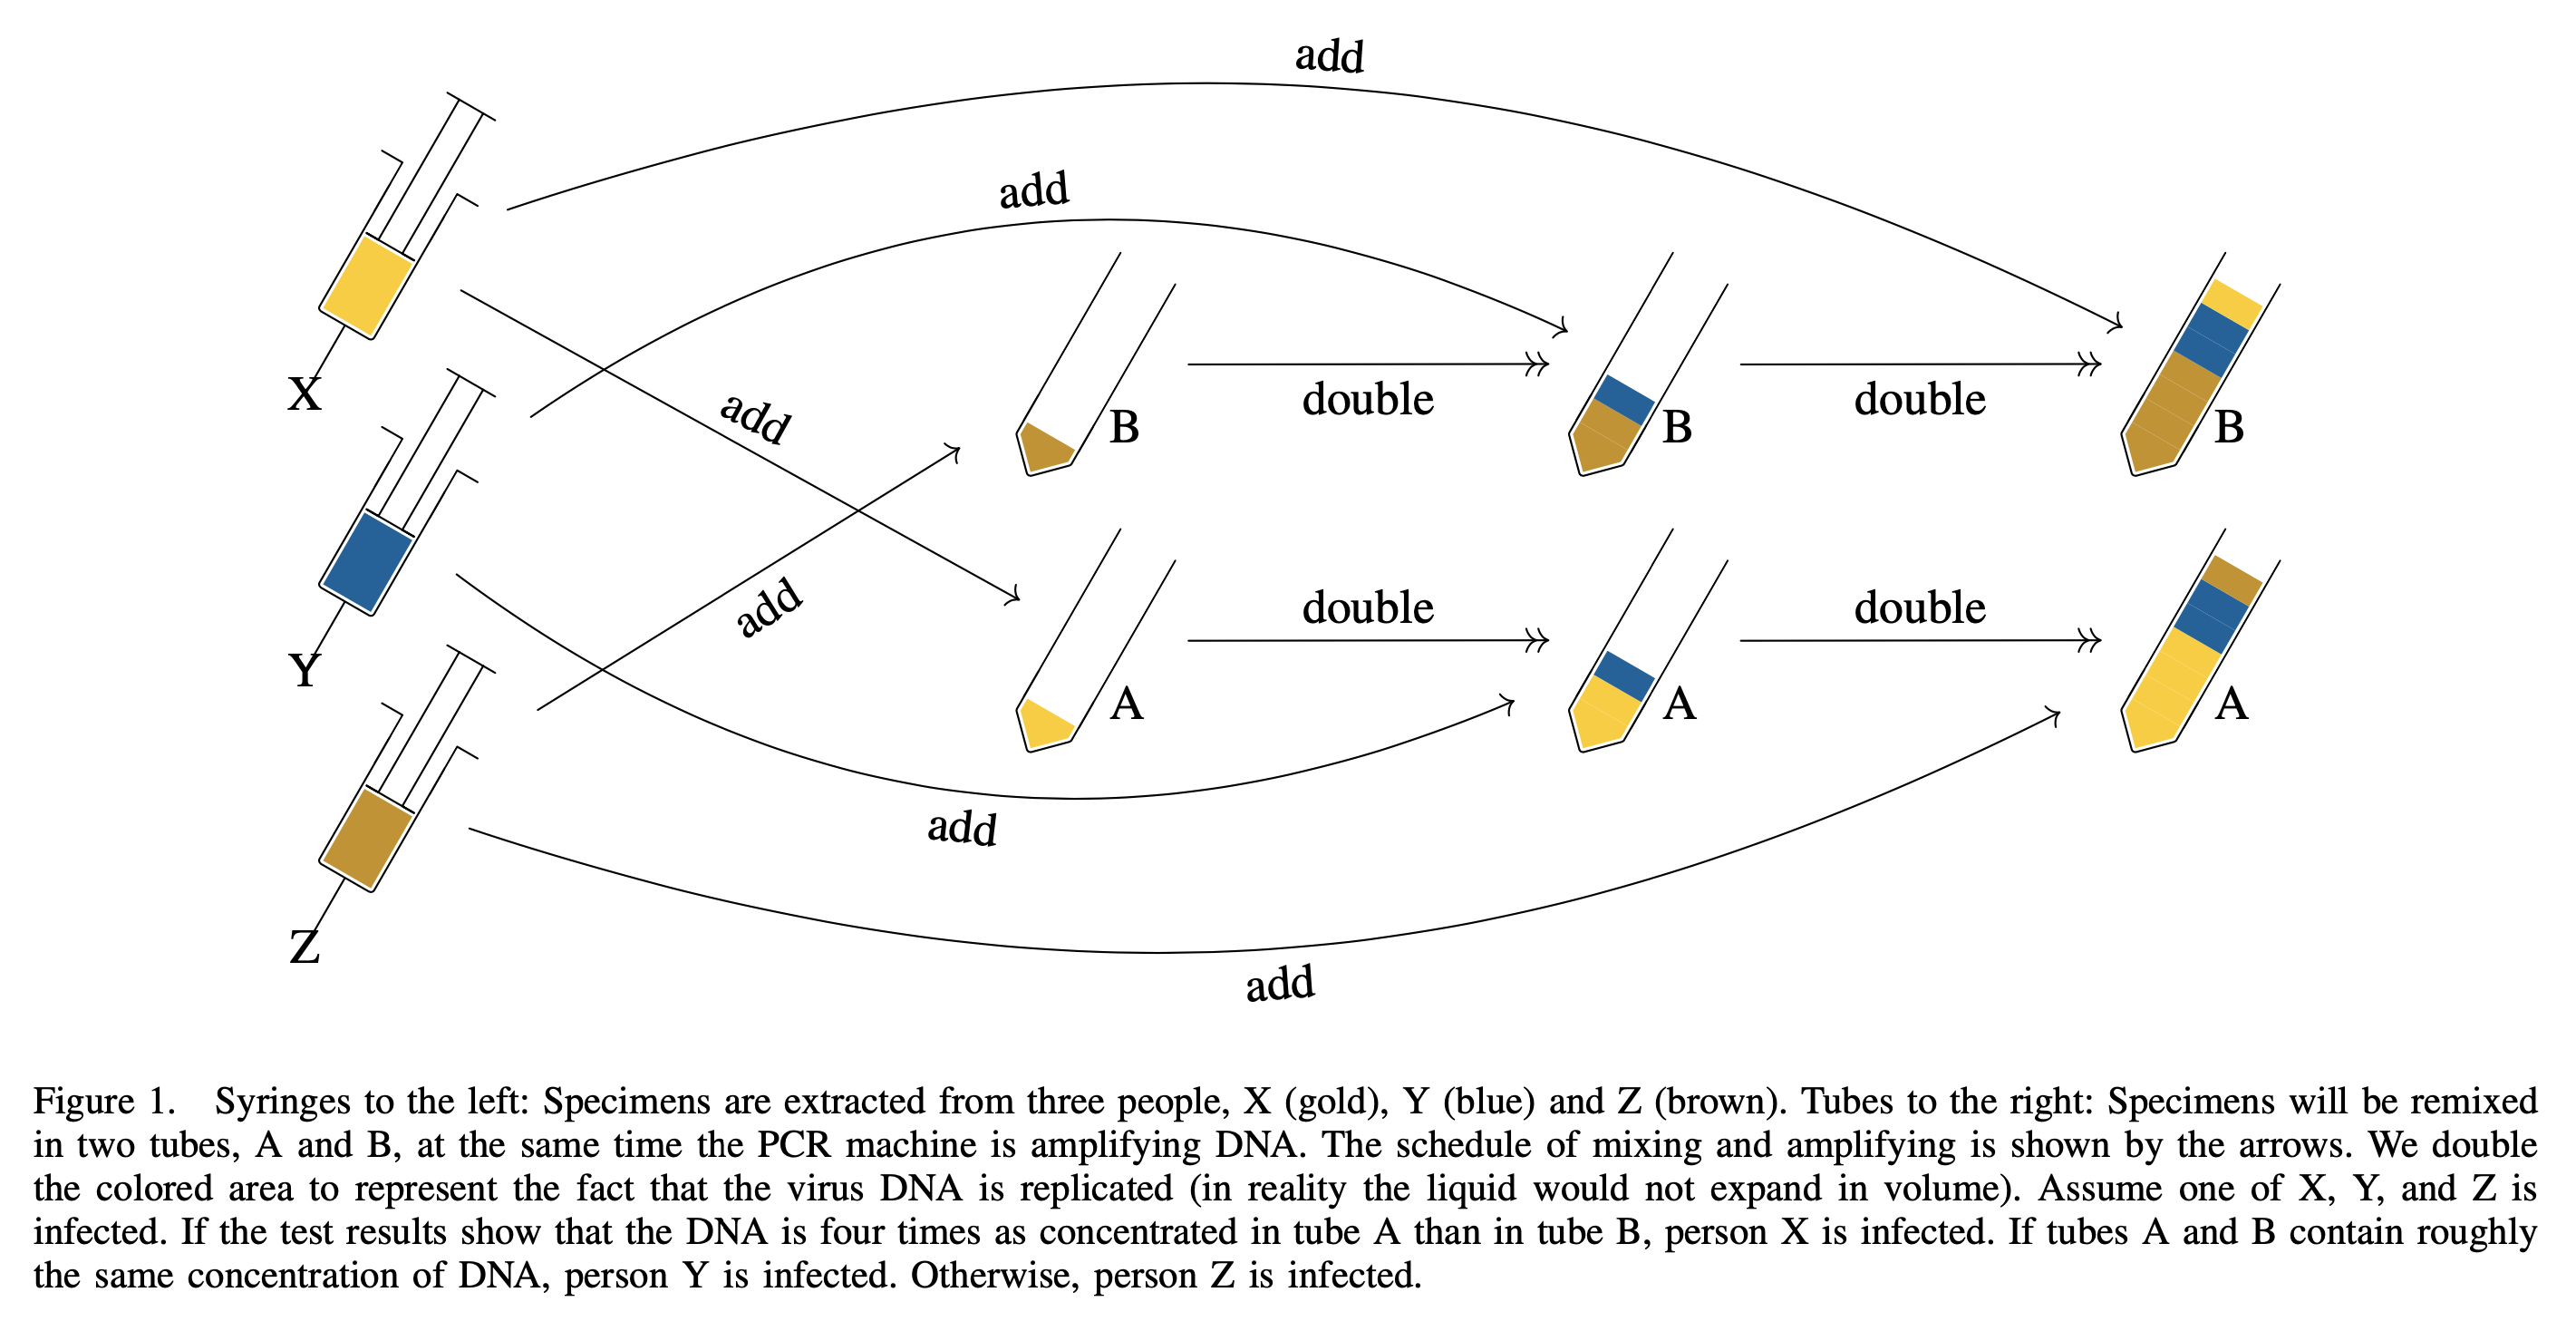 add
add
X
add
B
double
B
double
B
Y
add
A
double
A
double
A
add
Z
add
Figure 1. Syringes to the left: Specimens are extracted from three people, X (gold), Y (blue) and Z (brown). Tubes to the right: Specimens will be remixed
in two tubes, A and B, at the same time the PCR machine is amplifying DNA. The schedule of mixing and amplifying is shown by the arrows. We double
the colored area to represent the fact that the virus DNA is replicated (in reality the liquid would not expand in volume). Assume one of X, Y, and Z is
infected. If the test results show that the DNA is four times as concentrated in tube A than in tube B, person X is infected. If tubes A and B contain roughly
the same concentration of DNA, person Y is infected. Otherwise, person Z is infected.